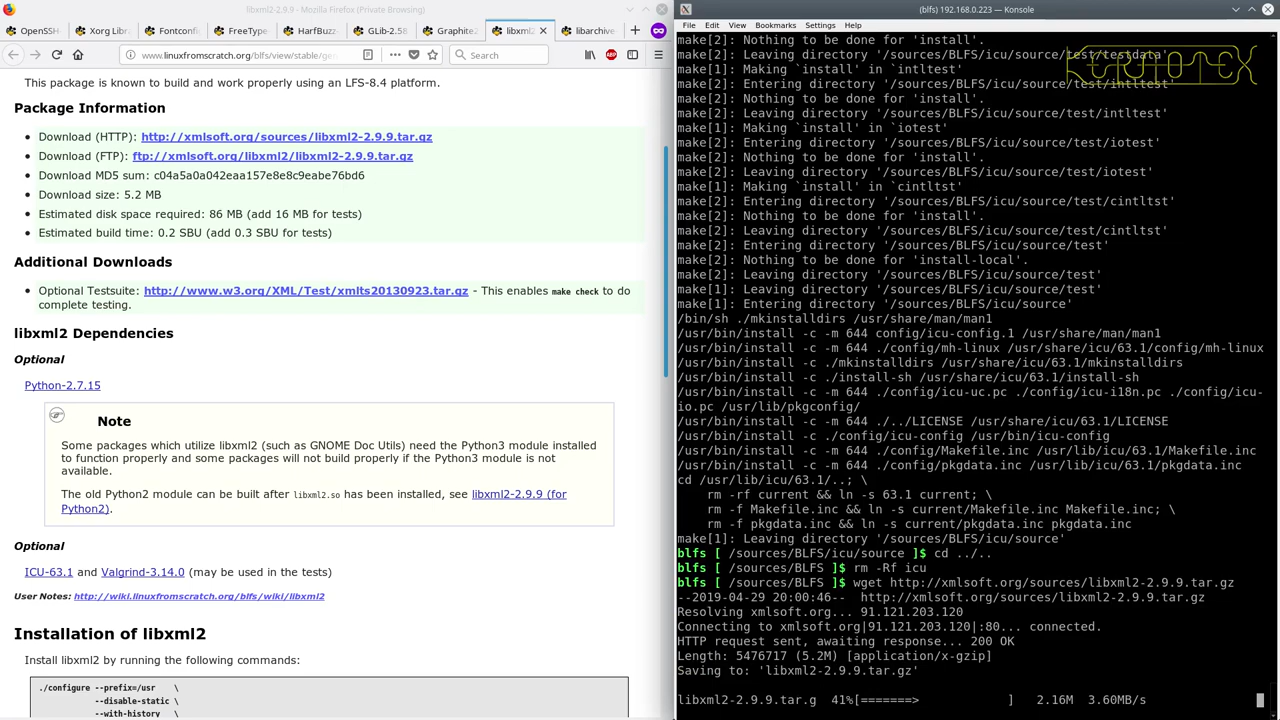 libxml2-2.9.9 - Mozilla Firefox (Private Browsing)
OpenSSH
Xorg Libra
Fontconfi
FreeType
HarfBuzz
GLib-2.58
Graphite2
libxml2
libarchive
www.linuxfromscratch.org/blfs/view/stable/gen
Search
This package is known to build and work properly using an LFS-8.4 platform.
Package Information
Download (HTTP): http://xmlsoft.org/sources/libxml2-2.9.9.tar.gz
Download (FTP): ftp://xmlsoft.org/libxml2/libxml2-2.9.9.tar.gz
Download MD5 sum: c04a5a0a042eaa157e8e8c9eabe76bd6
Download size: 5.2 MB
Estimated disk space required: 86 MB (add 16 MB for tests)
Estimated build time: 0.2 SBU (add 0.3 SBU for tests)
Additional Downloads
Optional Testsuite: http://www.w3.org/XML/Test/xmlts20130923.tar.gz - This enables make check to do
complete testing.
libxml2 Dependencies
Optional
Python-2.7.15
Note
Some packages which utilize libxml2 (such as GNOME Doc Utils) need the Python3 module installed
to function properly and some packages will not build properly if the Python3 module is not
available.
The old Python2 module can be built after libxml2.so has been installed, see libxml2-2.9.9 (for
Python2).
Optional
ICU-63.1 and Valgrind-3.14.0 (may be used in the tests)
User Notes: http://wiki.linuxfromscratch.org/blfs/wiki/libxml2
Installation of libxml2
Install libxml2 by running the following commands:
./configure --prefix=/usr \
--disable-static \
--with-history \
(blfs) 192.168.0.223 — Konsole
File Edit View Bookmarks Settings Help
KURIOTEX
make[2]: Nothing to be done for 'install'.
make[2]: Leaving directory '/sources/BLFS/icu/source/test/testdata'
make[1]: Making `install' in `intltest'
make[2]: Entering directory '/sources/BLFS/icu/source/test/intltest'
make[2]: Nothing to be done for 'install'.
make[2]: Leaving directory '/sources/BLFS/icu/source/test/intltest'
make[1]: Making `install' in `iotest'
make[2]: Entering directory '/sources/BLFS/icu/source/test/iotest'
make[2]: Nothing to be done for 'install'.
make[2]: Leaving directory '/sources/BLFS/icu/source/test/iotest'
make[1]: Making `install' in `cintltst'
make[2]: Entering directory '/sources/BLFS/icu/source/test/cintltst'
make[2]: Nothing to be done for 'install'.
make[2]: Leaving directory '/sources/BLFS/icu/source/test/cintltst'
make[2]: Entering directory '/sources/BLFS/icu/source/test'
make[2]: Nothing to be done for 'install-local'.
make[2]: Leaving directory '/sources/BLFS/icu/source/test'
make[1]: Leaving directory '/sources/BLFS/icu/source/test'
make[1]: Entering directory '/sources/BLFS/icu/source'
/bin/sh ./mkinstalldirs /usr/share/man/man1
/usr/bin/install -c -m 644 config/icu-config.1 /usr/share/man/man1
/usr/bin/install -c -m 644 ./config/mh-linux /usr/share/icu/63.1/config/mh-linux
/usr/bin/install -c ./mkinstalldirs /usr/share/icu/63.1/mkinstalldirs
/usr/bin/install -c ./install-sh /usr/share/icu/63.1/install-sh
/usr/bin/install -c -m 644 ./config/icu-uc.pc ./config/icu-i18n.pc ./config/icu-
io.pc /usr/lib/pkgconfig/
/usr/bin/install -c -m 644 ./../LICENSE /usr/share/icu/63.1/LICENSE
/usr/bin/install -c ./config/icu-config /usr/bin/icu-config
/usr/bin/install -c -m 644 ./config/Makefile.inc /usr/lib/icu/63.1/Makefile.inc
/usr/bin/install -c -m 644 ./config/pkgdata.inc /usr/lib/icu/63.1/pkgdata.inc
cd /usr/lib/icu/63.1/..; \
rm -rf current && ln -s 63.1 current; \
rm -f Makefile.inc && ln -s current/Makefile.inc Makefile.inc; \
rm -f pkgdata.inc && ln -s current/pkgdata.inc pkgdata.inc
make[1]: Leaving directory '/sources/BLFS/icu/source'
blfs [ /sources/BLFS/icu/source ]$ cd ../..
blfs [ /sources/BLFS ]$ rm -Rf icu
blfs [ /sources/BLFS ]$ wget http://xmlsoft.org/sources/libxml2-2.9.9.tar.gz
--2019-04-29 20:00:46-- http://xmlsoft.org/sources/libxml2-2.9.9.tar.gz
Resolving xmlsoft.org... 91.121.203.120
Connecting to xmlsoft.org|91.121.203.120|:80... connected.
HTTP request sent, awaiting response... 200 OK
Length: 5476717 (5.2M) [application/x-gzip]
Saving to: 'libxml2-2.9.9.tar.gz'
libxml2-2.9.9.tar.g 41%[=======> ] 2.16M 3.60MB/s